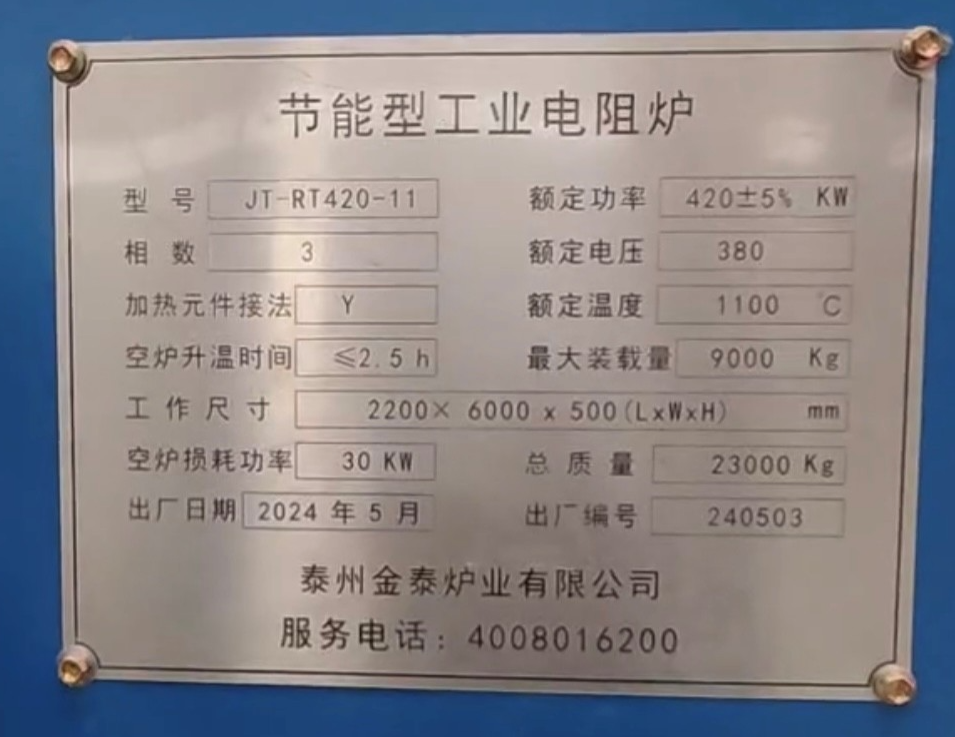 节能型工业电阻炉
型号 JT-RT420-11 额定功率 420±5% KW
相数 3 额定电压 380
加热元件接法 Y 额定温度 1100 ℃
空炉升温时间 ≤2.5 h 最大装载量 9000 Kg
工作尺寸 2200× 6000 x 500(LxWxH) mm
空炉损耗功率 30 KW 总质量 23000 Kg
出厂日期 2024 年 5 月 出厂编号 240503
泰州金泰炉业有限公司
服务电话: 4008016200